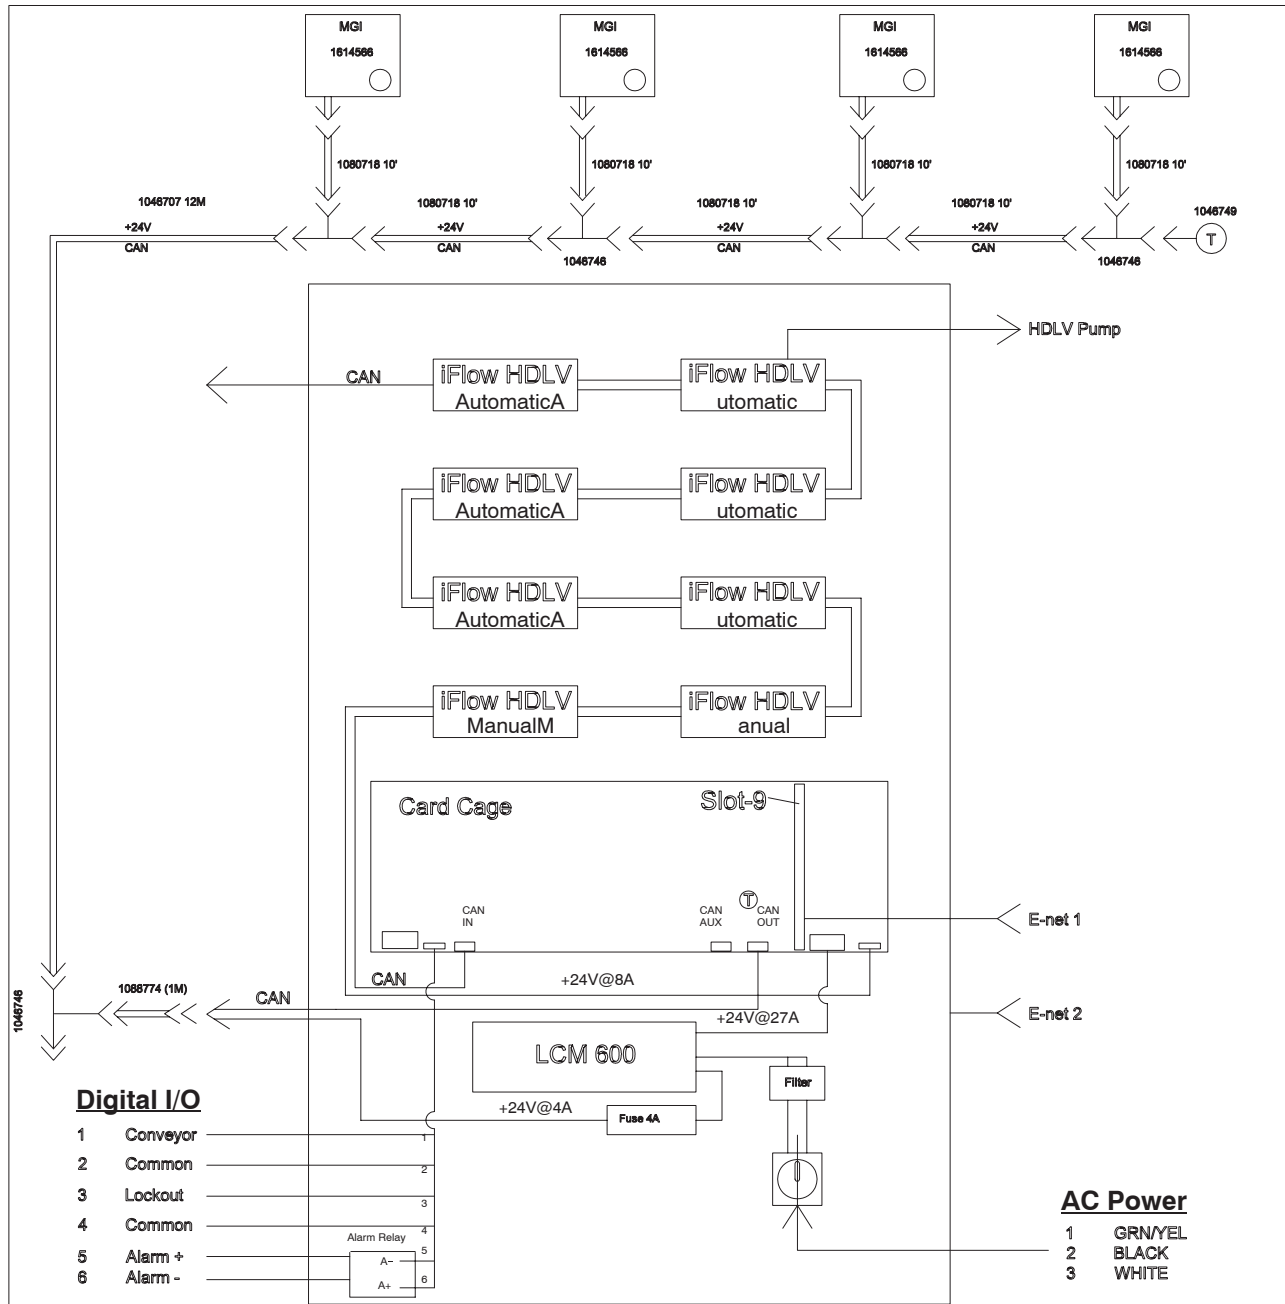 MGI
1614566
MGI
1614566
MGI
1614566
MGI
1614566
1080718 10'
1080718 10'
1080718 10'
1080718 10'
1046707 12M
1080718 10'
1080718 10'
1080718 10'
1046749
+24V
CAN
+24V
CAN
+24V
CAN
+24V
CAN
T
1046746
1046746
HDLV Pump
CAN
iFlow HDLV
AutomaticA
iFlow HDLV
utomatic
iFlow HDLV
AutomaticA
iFlow HDLV
utomatic
iFlow HDLV
AutomaticA
iFlow HDLV
utomatic
iFlow HDLV
ManualM
iFlow HDLV
anual
Card Cage
Slot-9
T
CAN
IN
CAN
AUX
CAN
OUT
E-net 1
CAN
+24V@8A
1046746
1088774 (1M)
CAN
+24V@27A
E-net 2
LCM 600
Filter
+24V@4A
Fuse 4A
Digital I/O
1 Conveyor
1
2 Common
2
3 Lockout
3
4 Common
4
Alarm Relay
5 Alarm +
A–
5
6 Alarm -
A+
6
AC Power
1 GRN/YEL
2 BLACK
3 WHITE